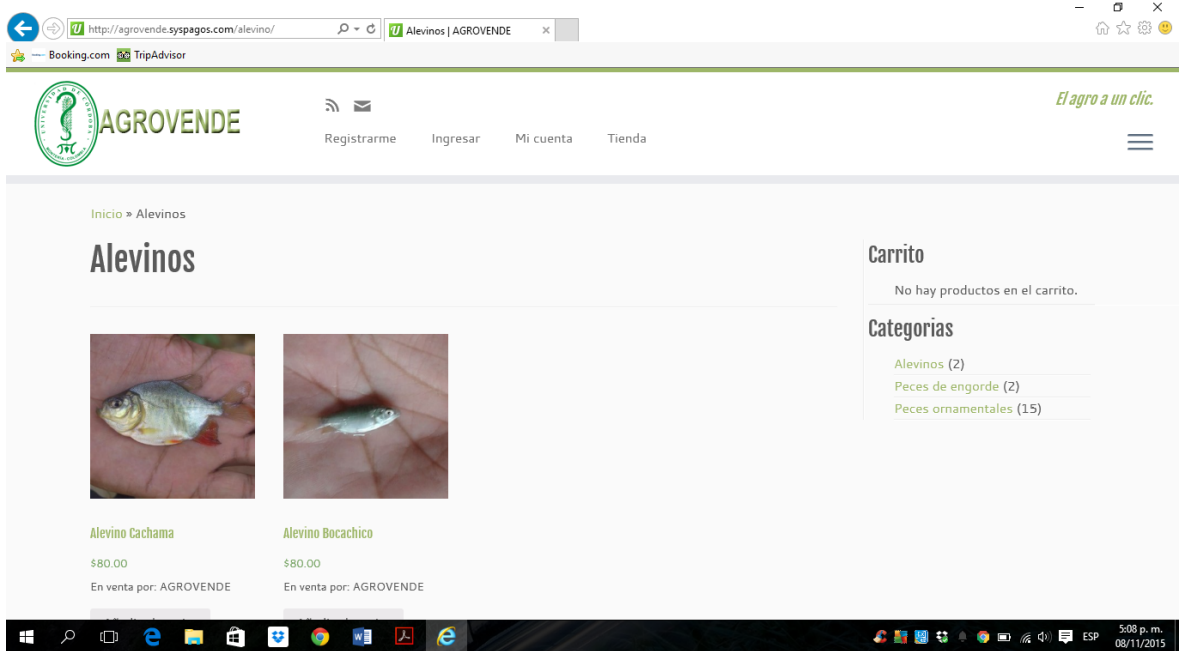 http://agrovende.syspagos.com/alevino/
Alevinos | AGROVENDE
Booking.com TripAdvisor
AGROVENDE
El agro a un clic.
Registrarme Ingresar Mi cuenta Tienda
Inicio » Alevinos
Alevinos
Alevino Cachama
$80.00
En venta por: AGROVENDE
Alevino Bocachico
$80.00
En venta por: AGROVENDE
Carrito
No hay productos en el carrito.
Categorias
Alevinos (2)
Peces de engorde (2)
Peces ornamentales (15)
ESP
5:08 p. m.
08/11/2015